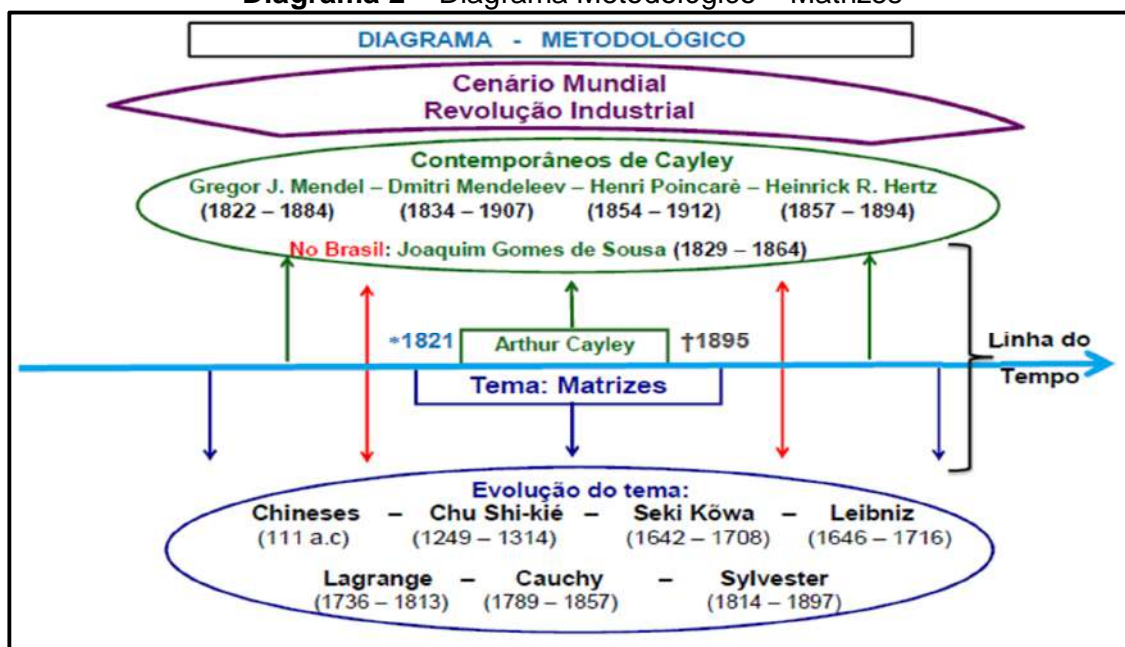 Diagrama 2 – Diagrama Metodológico – Matrizes
DIAGRAMA - METODOLÓGICO
Cenário Mundial
Revolução Industrial
Contemporâneos de Cayley
Gregor J. Mendel – Dmitri Mendeleev – Henri Poincarè – Heinrick R. Hertz
(1822 – 1884) (1834 – 1907) (1854 – 1912) (1857 – 1894)
No Brasil: Joaquim Gomes de Sousa (1829 – 1864)
*1821 Arthur Cayley †1895
Linha do
Tempo
Tema: Matrizes
Evolução do tema:
Chineses – Chu Shi-kié – Seki Kõwa – Leibniz
(111 a.c) (1249 – 1314) (1642 – 1708) (1646 – 1716)
Lagrange – Cauchy – Sylvester
(1736 – 1813) (1789 – 1857) (1814 – 1897)